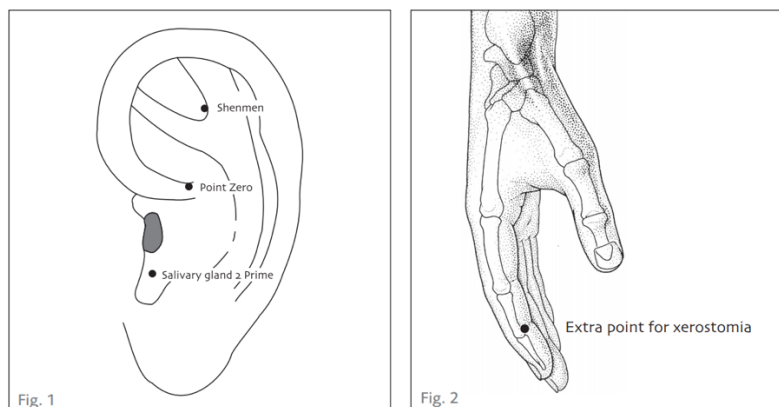 Shenmen
Point Zero
Salivary gland 2 Prime
Fig. 1
Extra point for xerostomia
Fig. 2